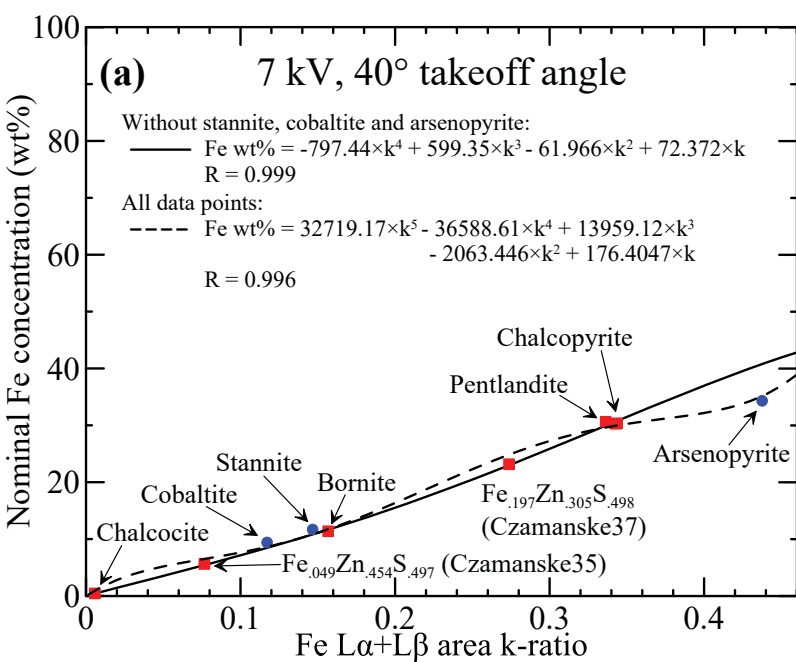 100
80
60
40
20
0
Nominal Fe concentration (wt%)
(a) 7 kV, 40° takeoff angle
Without stannite, cobaltite and arsenopyrite:
Fe wt% = -797.44×k⁴ + 599.35×k³ - 61.966×k² + 72.372×k
R = 0.999
All data points:
Fe wt% = 32719.17×k⁵ - 36588.61×k⁴ + 13959.12×k³
- 2063.446×k² + 176.4047×k
R = 0.996
Chalcopyrite
Pentlandite
Arsenopyrite
Stannite
Bornite
Cobaltite
Fe.197Zn.305S.498
(Czamanske37)
Chalcocite
Fe.049Zn.454S.497 (Czamanske35)
0 0.1 0.2 0.3 0.4
Fe Lα+Lβ area k-ratio